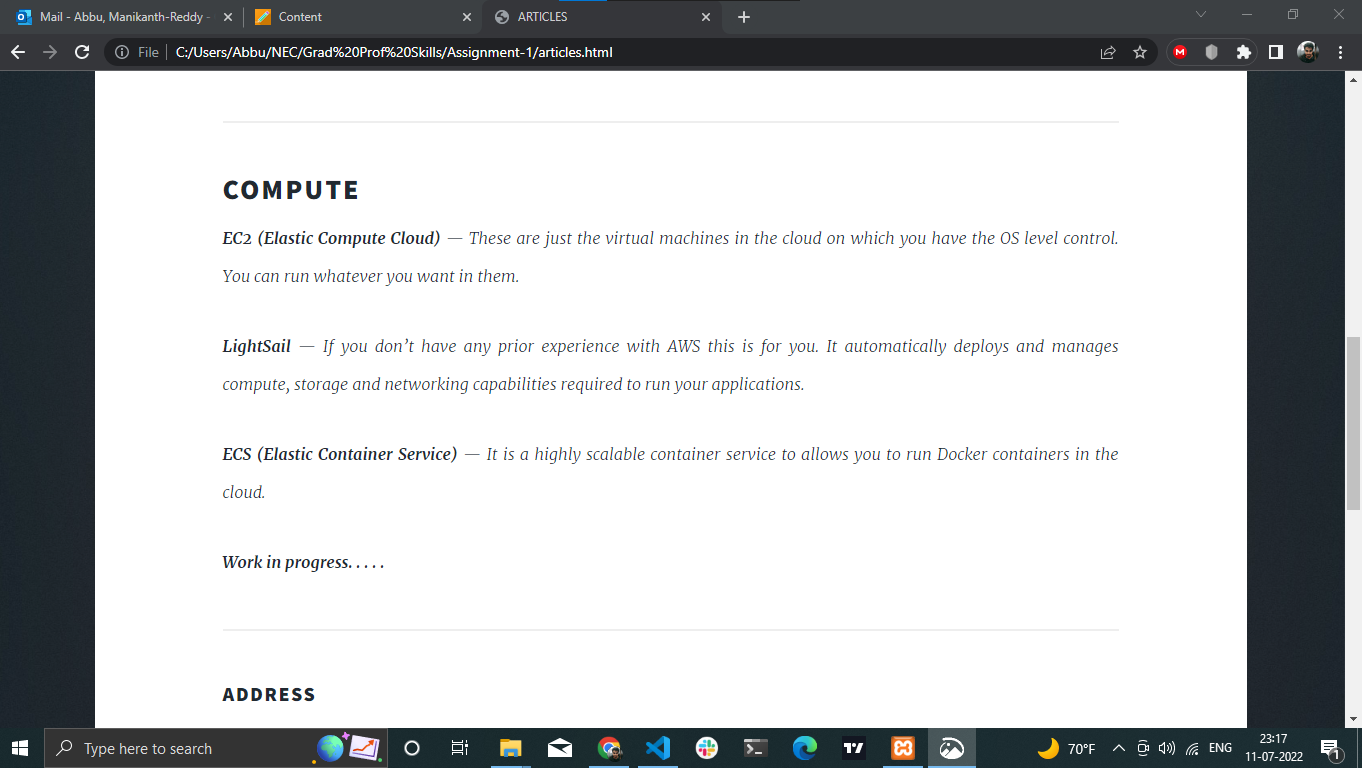 Mail - Abbu, Manikanth-Reddy -
Content
ARTICLES
File
C:/Users/Abbu/NEC/Grad%20Prof%20Skills/Assignment-1/articles.html
COMPUTE
EC2 (Elastic Compute Cloud) — These are just the virtual machines in the cloud on which you have the OS level control.
You can run whatever you want in them.
LightSail — If you don’t have any prior experience with AWS this is for you. It automatically deploys and manages
compute, storage and networking capabilities required to run your applications.
ECS (Elastic Container Service) — It is a highly scalable container service to allows you to run Docker containers in the
cloud.
Work in progress. . . . .
ADDRESS
Type here to search
70°F
ENG
23:17
11-07-2022
1